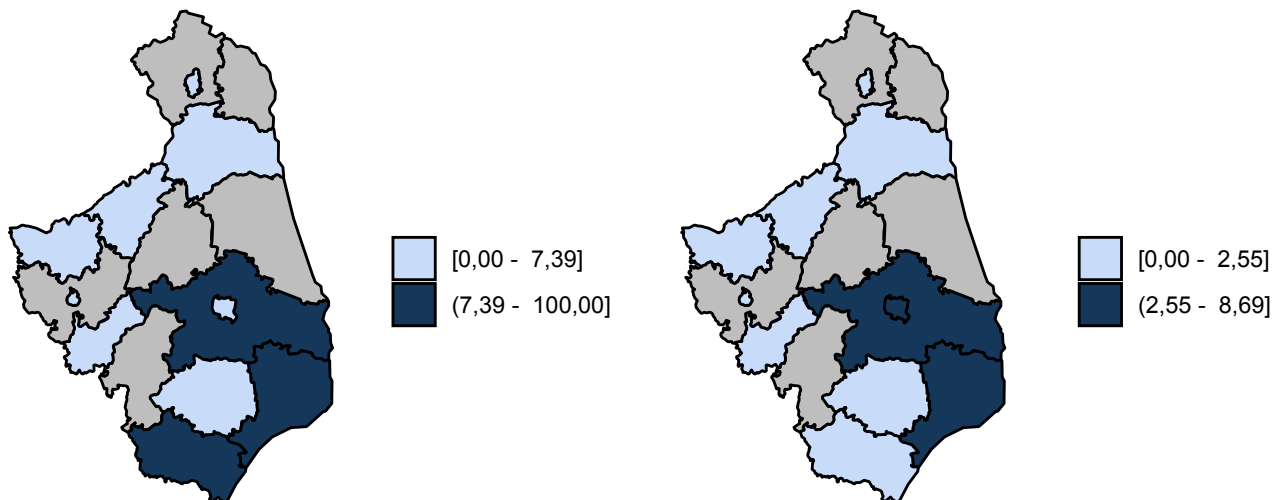 [0,00 -  7,39]
(7,39 -  100,00]
[0,00 -  2,55]
(2,55 -  8,69]